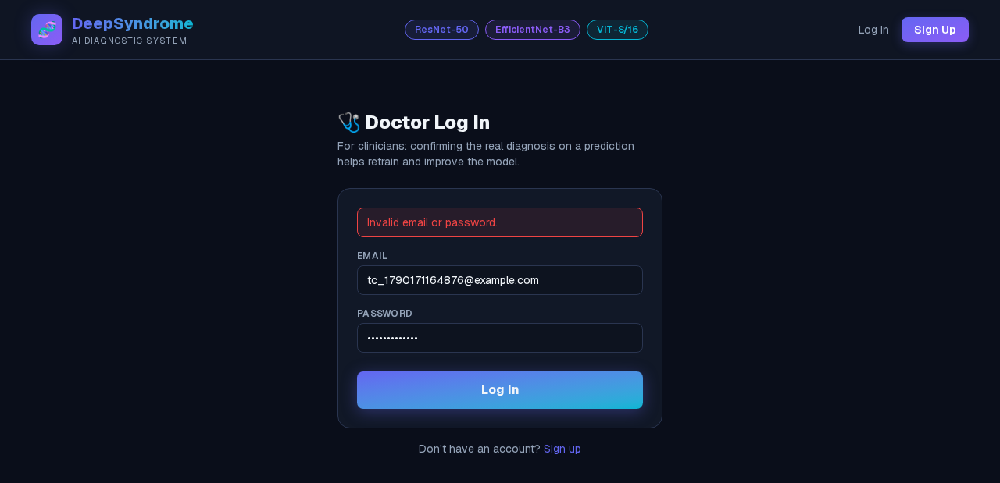 DeepSyndrome
AI DIAGNOSTIC SYSTEM
ResNet-50
EfficientNet-B3
ViT-S/16
Log In
Sign Up
Doctor Log In
For clinicians: confirming the real diagnosis on a prediction
helps retrain and improve the model.
Invalid email or password.
EMAIL
tc_1790171164876@example.com
PASSWORD
•••••••••••••
Log In
Don't have an account? Sign up